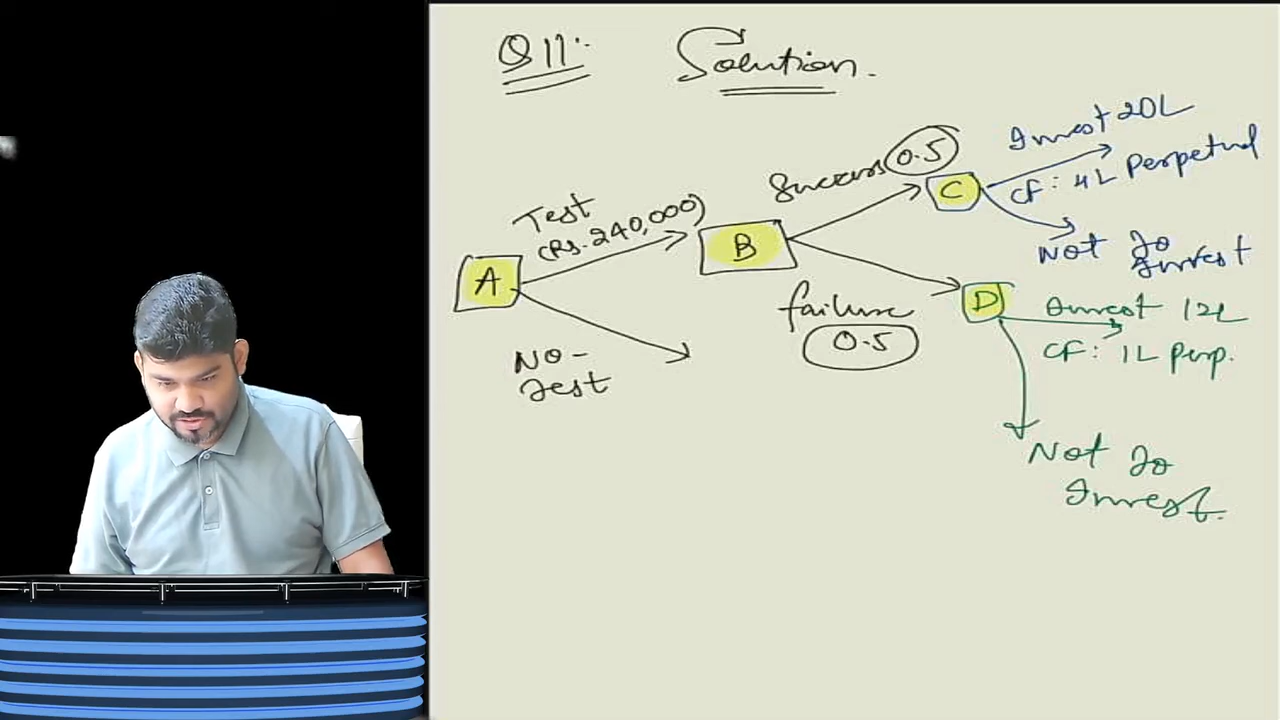 Q11:
Solution.
Invest 20L
CF: 4L Perpetual
Success 0.5
C
Test
(Rs. 240,000)
B
Not To
Invest
A
D
Invest 12L
failure
0.5
CF: 1L Perp.
No-
Test
Not To
Invest.